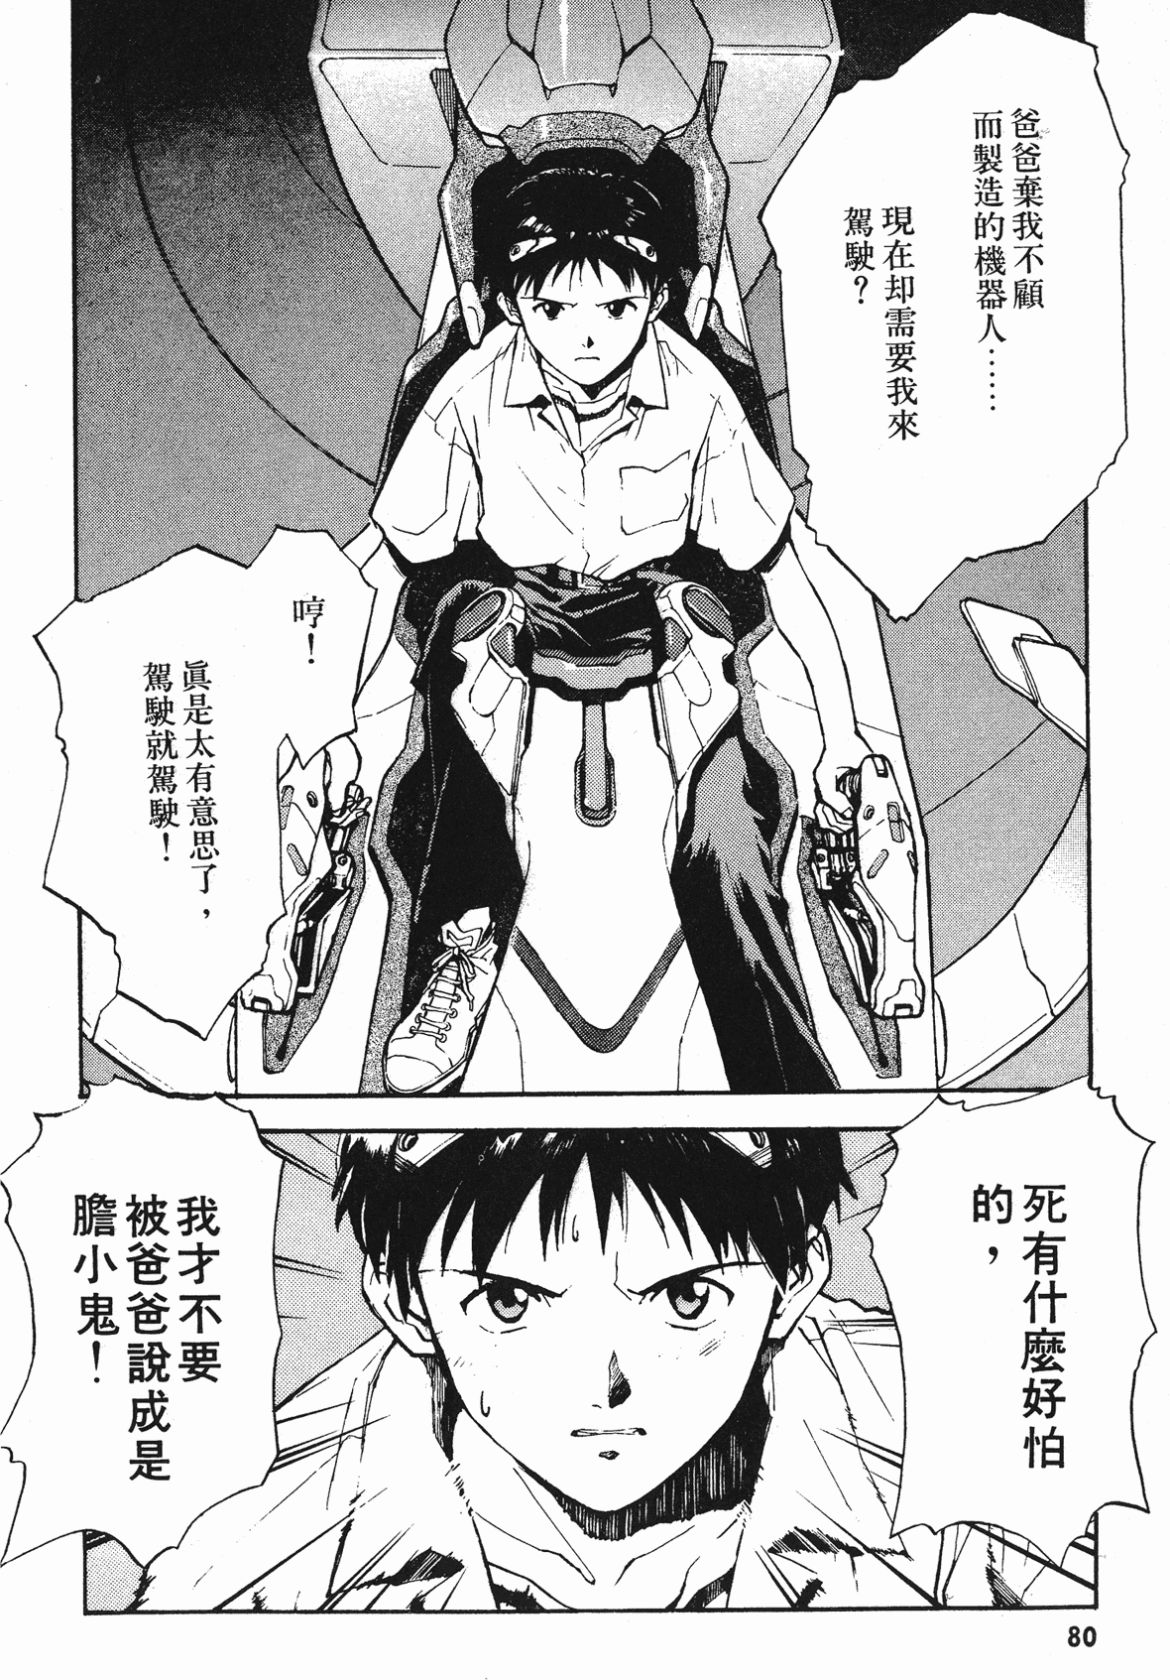 爸爸棄我不顧
而製造的機器人……
現在却需要我來
駕駛？
哼！
眞是太有意思了，
駕駛就駕駛！
死有什麼好怕
的，
我才不要
被爸爸說成是
膽小鬼！
80